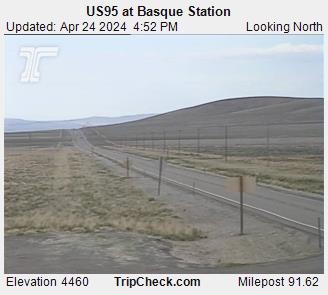 US95 at Basque Station
Updated: Apr 24 2024 4:52 PM Looking North
Elevation 4460 TripCheck.com Milepost 91.62